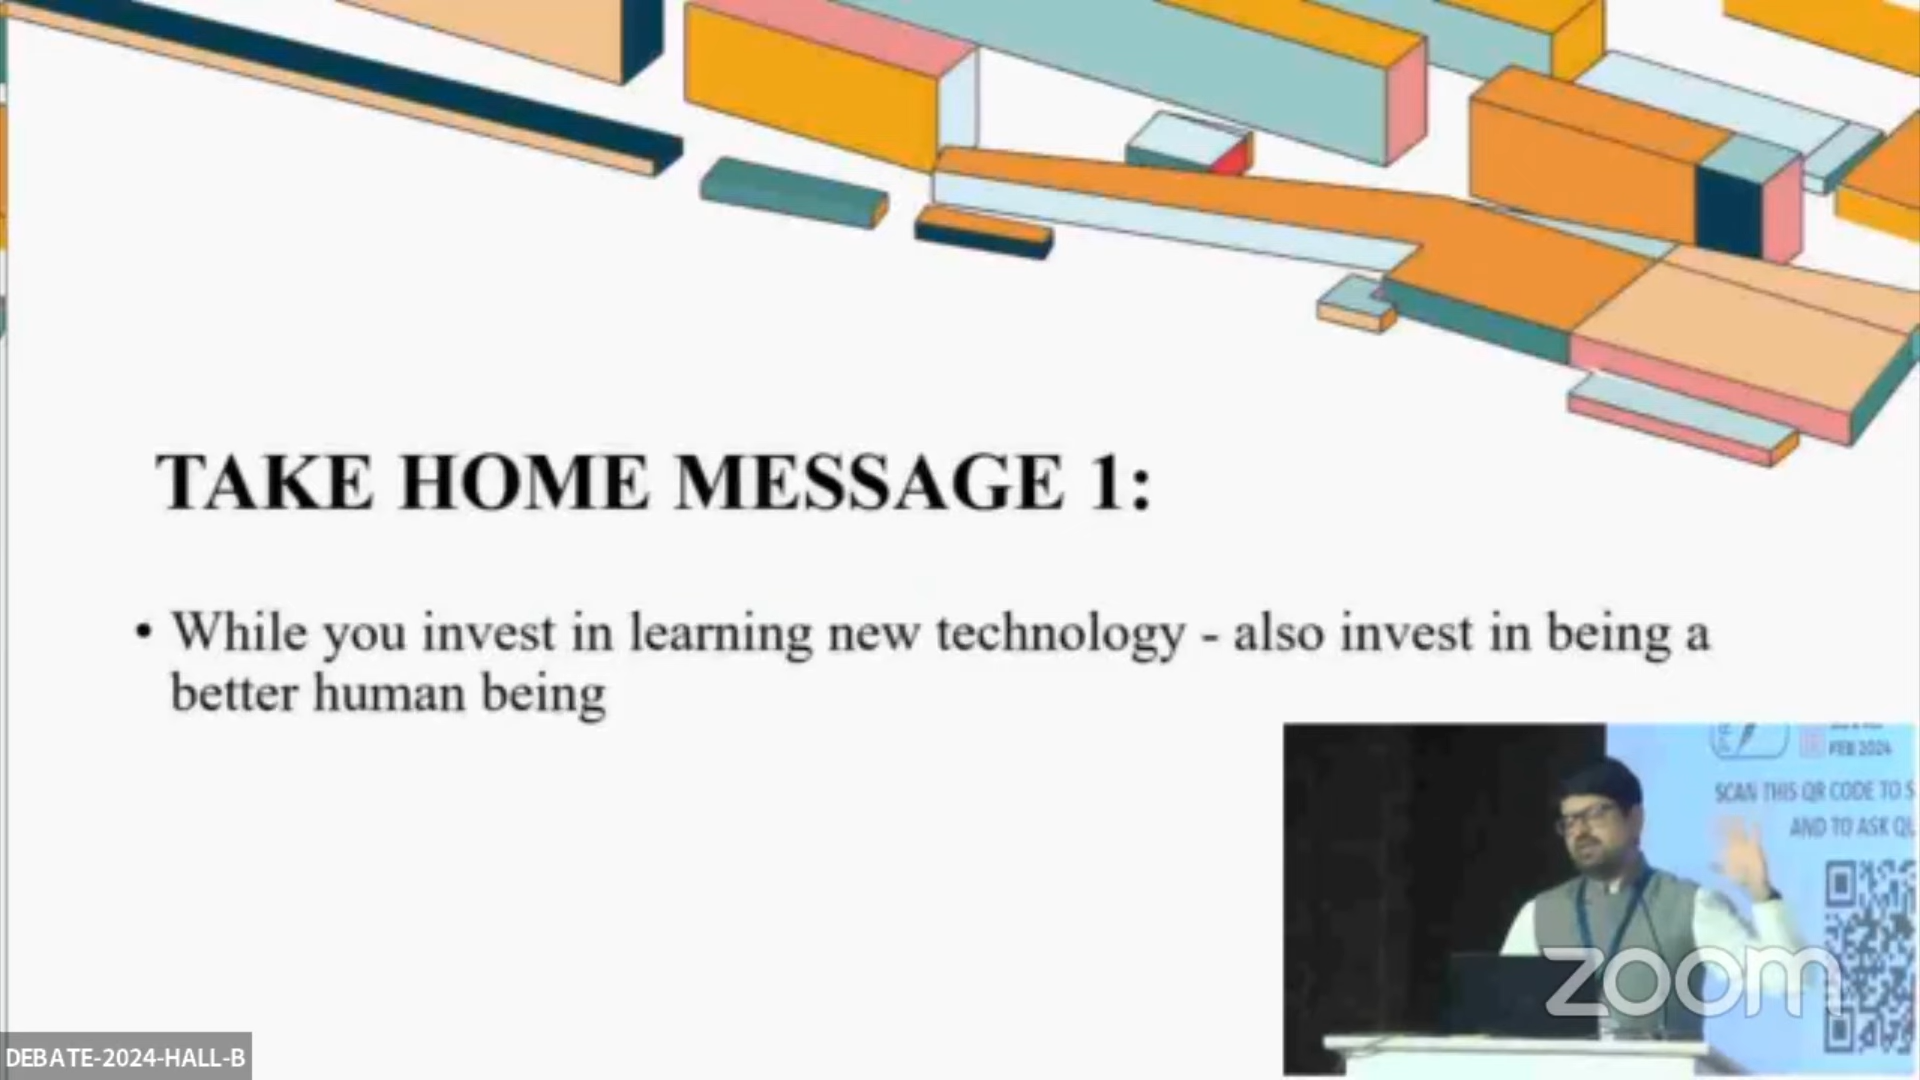 TAKE HOME MESSAGE 1:
• While you invest in learning new technology - also invest in being a
better human being
FEB 2024
SCAN THIS QR CODE TO
AND TO ASK
zoom
DEBATE-2024-HALL-B